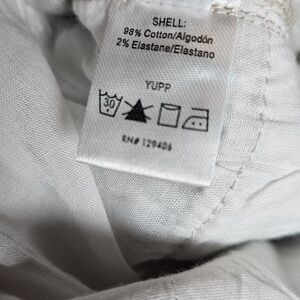 SHELL:
98% Cotton/Algodón
2% Elastane/Elastano
YUPP
30
RN# 129406